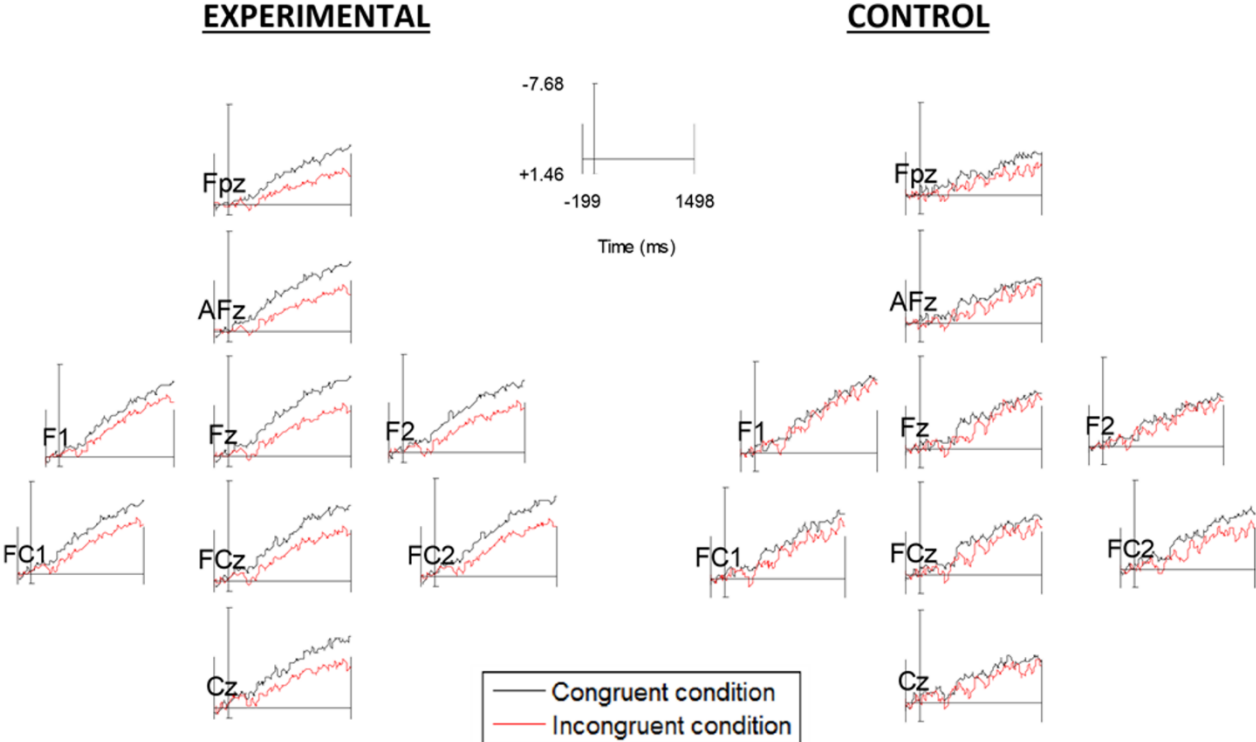 EXPERIMENTAL
CONTROL
-7.68
+1.46
-199 1498
Time (ms)
Fpz
Fpz
AFz
AFz
F1 Fz F2
F1 Fz F2
FC1 FCz FC2
FC1 FCz FC2
Cz
Cz
Congruent condition
Incongruent condition